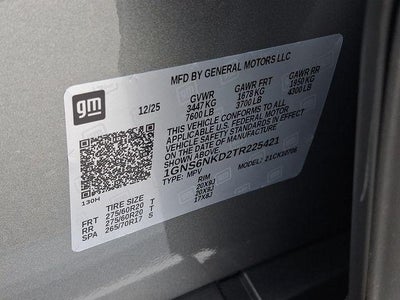 gm
MFD BY GENERAL MOTORS LLC
12/25
GVWR GAWR FRT GAWR RR
3447 KG 1678 KG 1950 KG
7600 LB 3700 LB 4300 LB
THIS VEHICLE CONFORMS TO ALL
APPLICABLE U.S. FEDERAL MOTOR
VEHICLE SAFETY STANDARDS IN EFFECT
ON THE DATE OF MANUFACTURE
SHOWN ABOVE.
1GNS6NKD2TR225421
TYPE: MPV MODEL: 21CK10706
130H
TIRE SIZE RIM
FRT 275/60R20 T 20X9J
RR 275/60R20 T 20X9J
SPA 265/70R17 S 17X8J